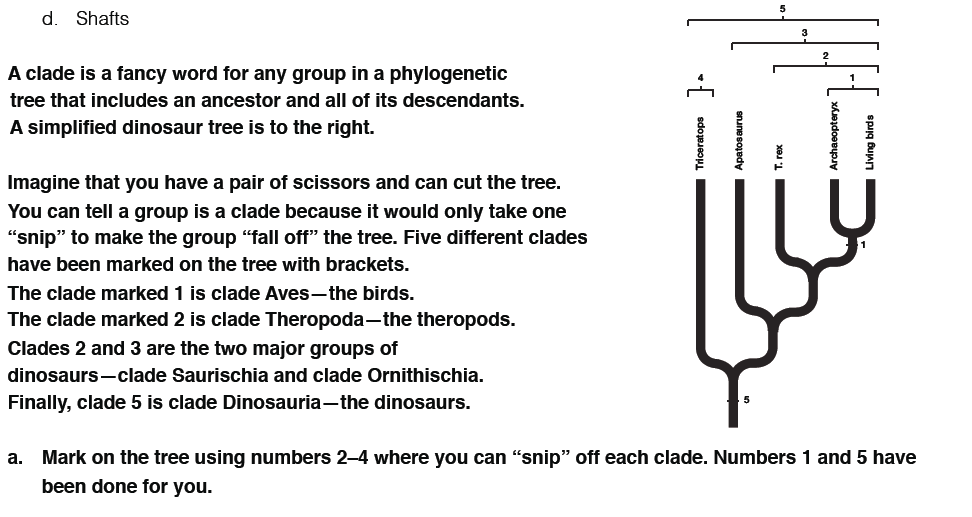 d. Shafts
A clade is a fancy word for any group in a phylogenetic
tree that includes an ancestor and all of its descendants.
A simplified dinosaur tree is to the right.
Imagine that you have a pair of scissors and can cut the tree.
You can tell a group is a clade because it would only take one
“snip” to make the group “fall off” the tree. Five different clades
have been marked on the tree with brackets.
The clade marked 1 is clade Aves—the birds.
The clade marked 2 is clade Theropoda—the theropods.
Clades 2 and 3 are the two major groups of
dinosaurs—clade Saurischia and clade Ornithischia.
Finally, clade 5 is clade Dinosauria—the dinosaurs.
5
3
2
4
1
Triceratops
Apatosaurus
T. rex
Archaeopteryx
Living birds
1
5
a. Mark on the tree using numbers 2–4 where you can “snip” off each clade. Numbers 1 and 5 have
been done for you.